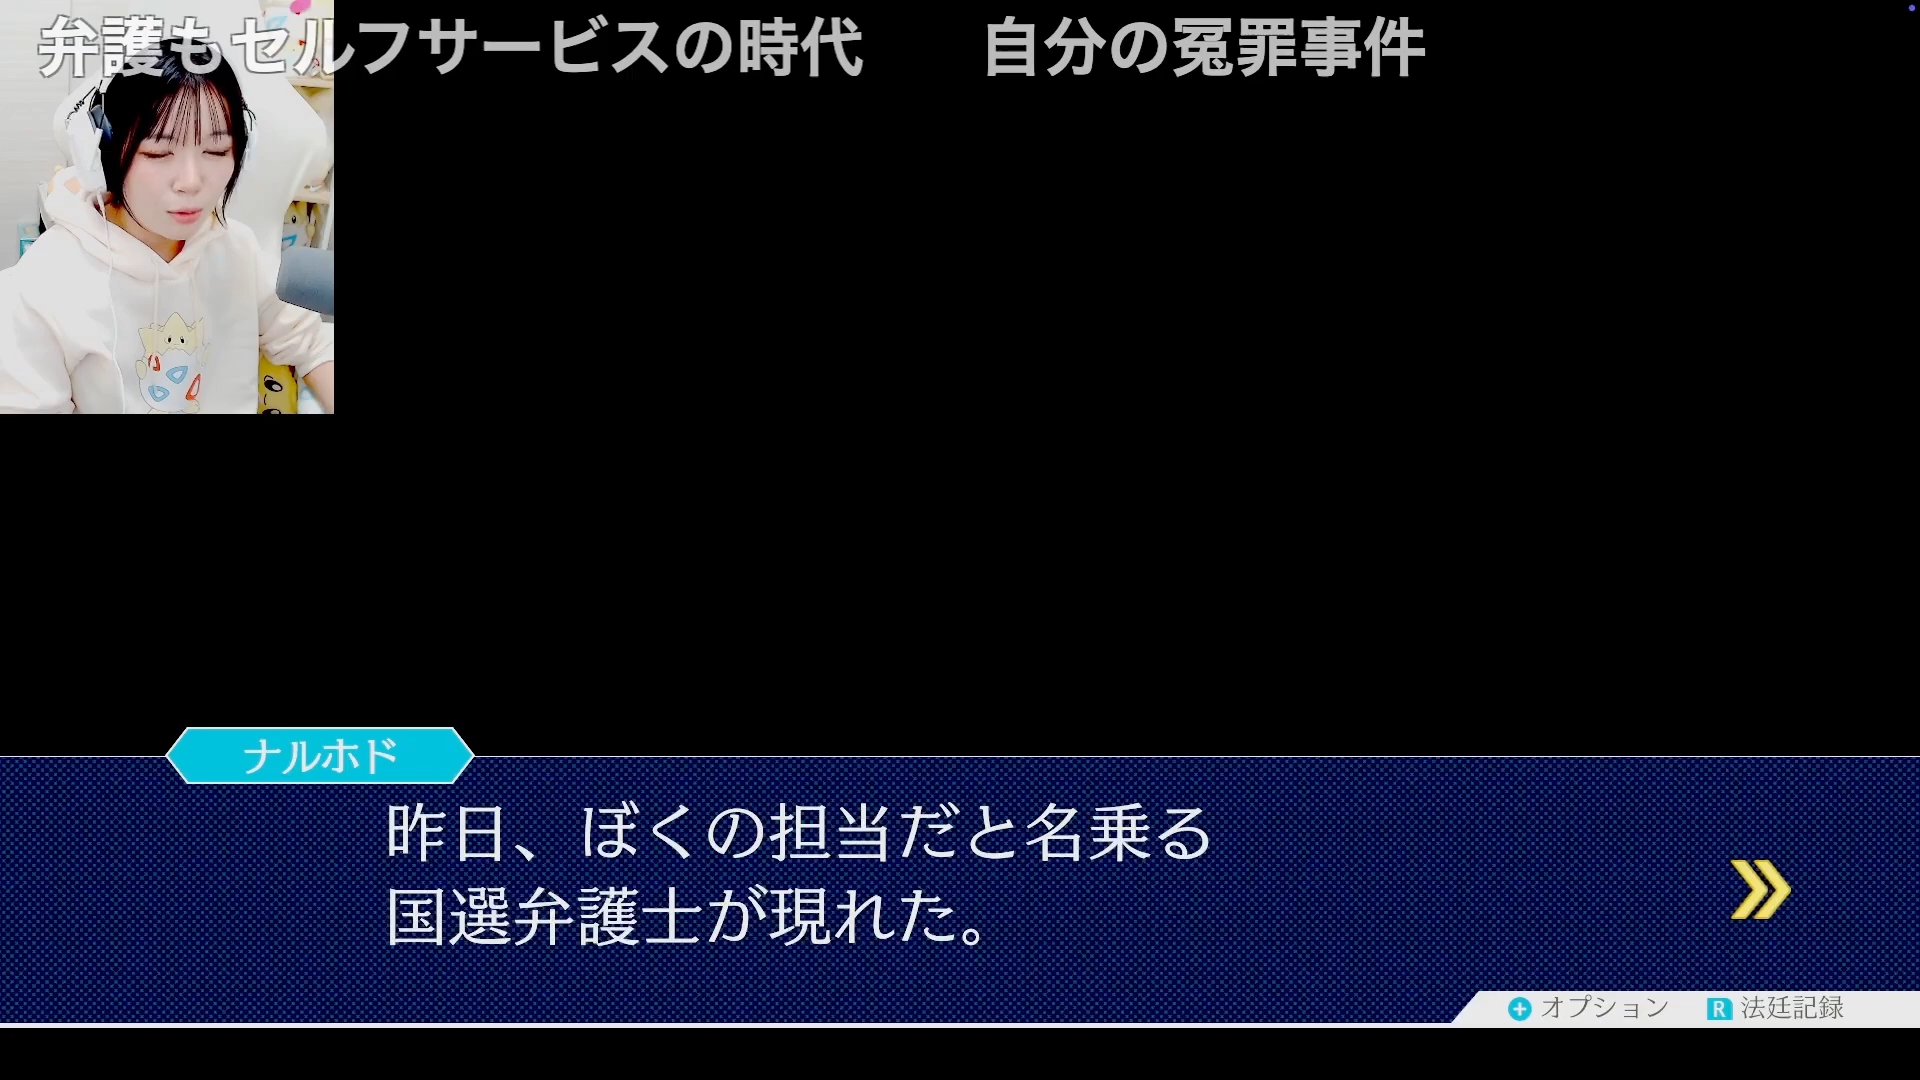 弁護もセルフサービスの時代　自分の冤罪事件
ナルホド
昨日、ぼくの担当だと名乗る
国選弁護士が現れた。
オプション　R 法廷記録